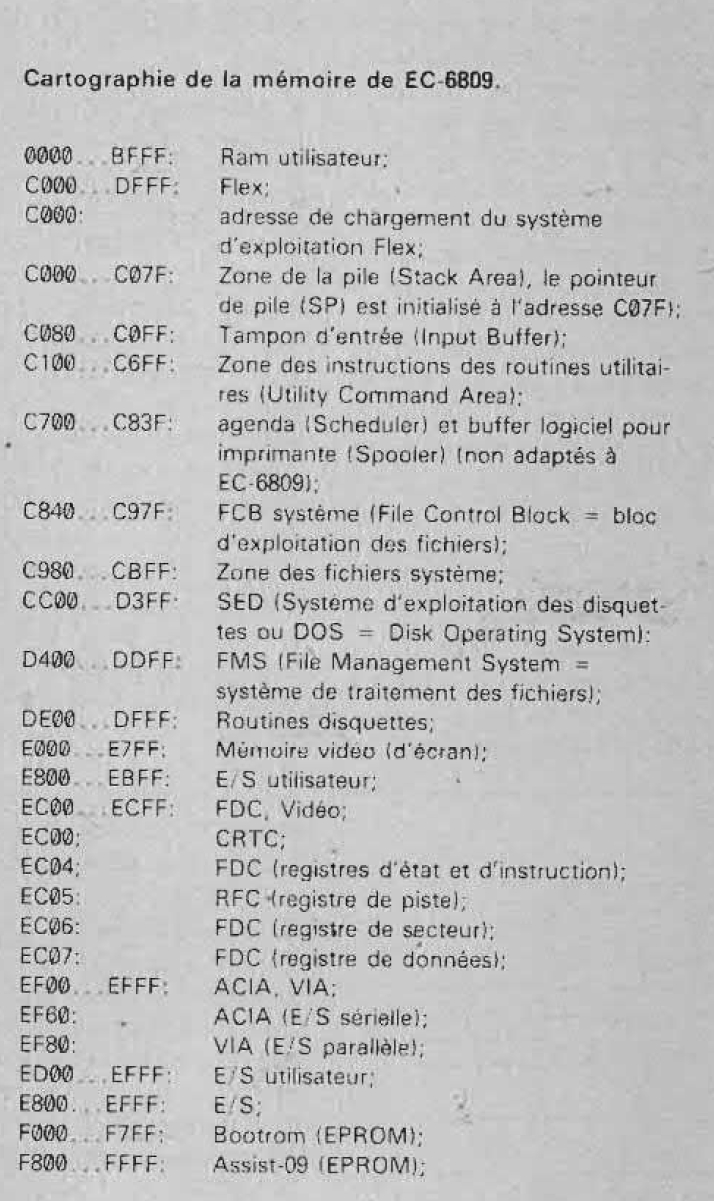 Cartographie de la mémoire de EC-6809.
0000...BFFF: Ram utilisateur;
C000...DFFF: Flex;
C000: adresse de chargement du système
d'exploitation Flex;
C000...C07F: Zone de la pile (Stack Area), le pointeur
de pile (SP) est initialisé à l'adresse C07F);
C080...C0FF: Tampon d'entrée (Input Buffer);
C100...C6FF: Zone des instructions des routines utilitai-
res (Utility Command Area);
C700...C83F: agenda (Scheduler) et buffer logiciel pour
imprimante (Spooler) (non adaptés à
EC-6809);
C840...C97F: FCB système (File Control Block = bloc
d'exploitation des fichiers);
C980...CBFF: Zone des fichiers système;
CC00...D3FF: SED (Système d'exploitation des disquet-
tes ou DOS = Disk Operating System):
D400...DDFF: FMS (File Management System =
système de traitement des fichiers);
DE00...DFFF: Routines disquettes;
E000...E7FF: Mémoire vidéo (d'écran);
E800...EBFF: E/S utilisateur;
EC00...ECFF: FDC, Vidéo;
EC00; CRTC;
EC04; FDC (registres d'état et d'instruction);
EC05: RFC (registre de piste);
EC06: FDC (registre de secteur);
EC07: FDC (registre de données);
EF00...EFFF: ACIA, VIA;
EF60: ACIA (E/S sérielle);
EF80: VIA (E/S parallèle);
ED00...EFFF: E/S utilisateur;
E800...EFFF: E/S;
F000...F7FF: Bootrom (EPROM);
F800...FFFF: Assist-09 (EPROM);